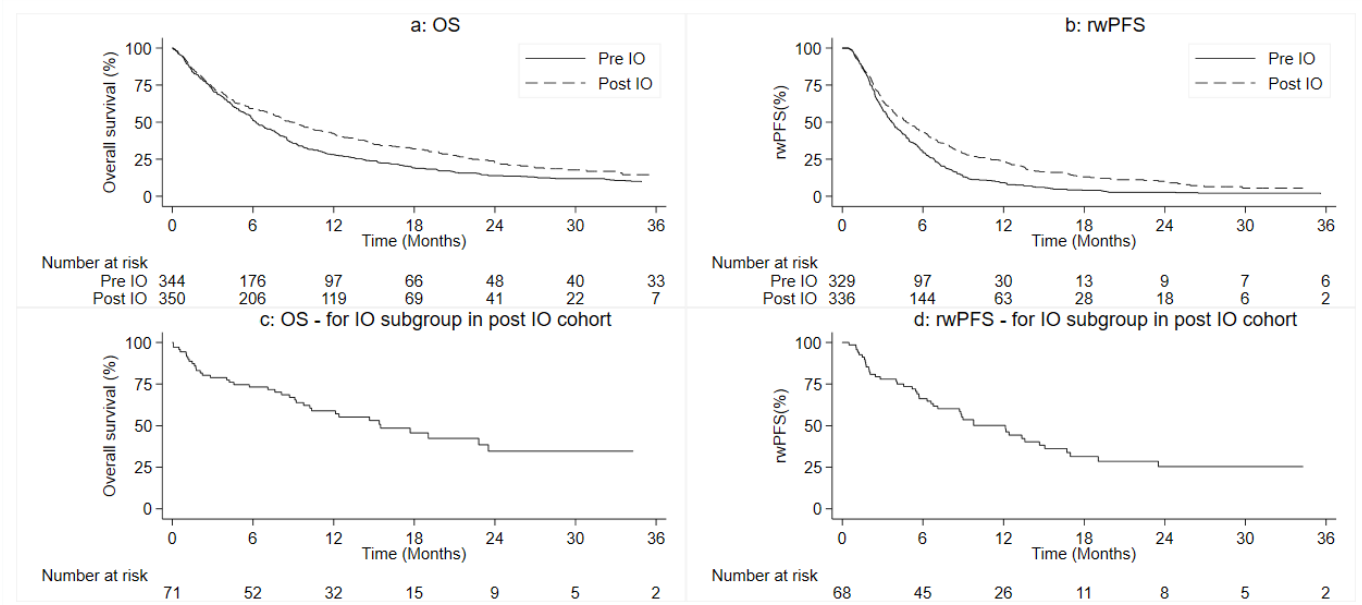 a: OS
Overall survival (%)
100
75
50
25
0
Pre IO
Post IO
0 6 12 18 24 30 36
Time (Months)
Number at risk
Pre IO 344 176 97 66 48 40 33
Post IO 350 206 119 69 41 22 7
b: rwPFS
rwPFS(%)
100
75
50
25
0
Pre IO
Post IO
0 6 12 18 24 30 36
Time (Months)
Number at risk
Pre IO 329 97 30 13 9 7 6
Post IO 336 144 63 28 18 6 2
c: OS - for IO subgroup in post IO cohort
Overall survival (%)
100
75
50
25
0
0 6 12 18 24 30 36
Time (Months)
Number at risk
71 52 32 15 9 5 2
d: rwPFS - for IO subgroup in post IO cohort
rwPFS(%)
100
75
50
25
0
0 6 12 18 24 30 36
Time (Months)
Number at risk
68 45 26 11 8 5 2